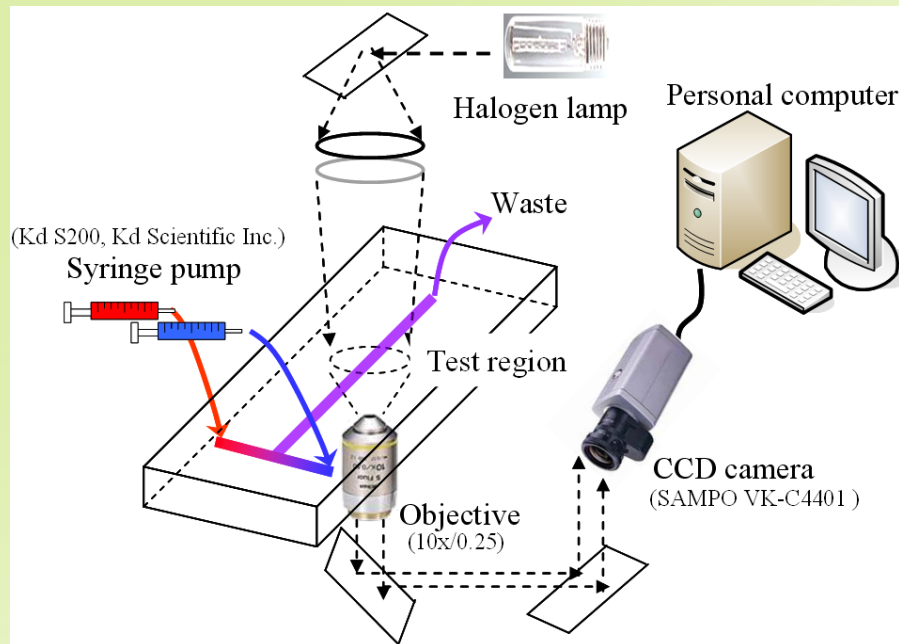 Halogen lamp
Personal computer
Waste
(Kd S200, Kd Scientific Inc.)
Syringe pump
Test region
CCD camera
(SAMPO VK-C4401 )
Objective
(10x/0.25)